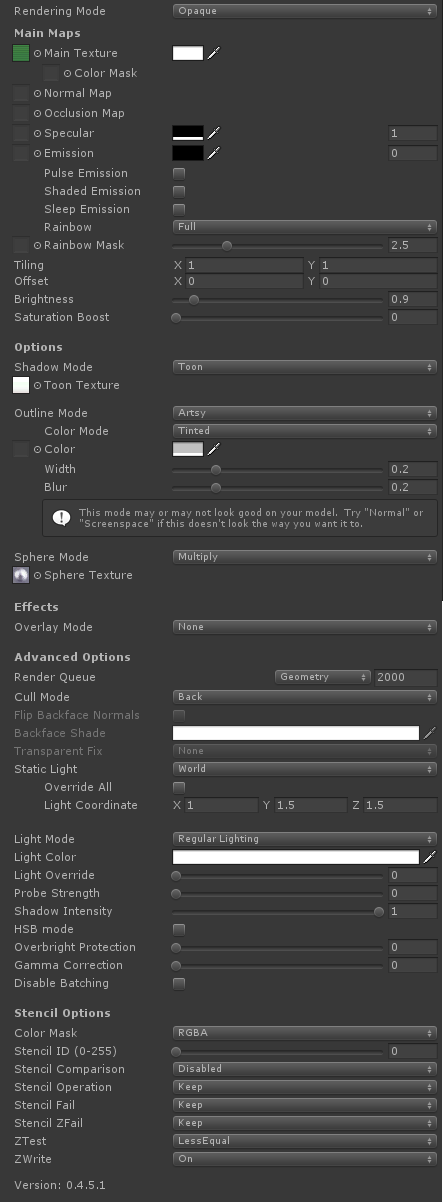 Rendering Mode Opaque
Main Maps
Main Texture
Color Mask
Normal Map
Occlusion Map
Specular 1
Emission 0
Pulse Emission
Shaded Emission
Sleep Emission
Rainbow Full
Rainbow Mask 2.5
Tiling X 1 Y 1
Offset X 0 Y 0
Brightness 0.9
Saturation Boost 0
Options
Shadow Mode Toon
Toon Texture
Outline Mode Artsy
Color Mode Tinted
Color
Width 0.2
Blur 0.2
This mode may or may not look good on your model. Try "Normal" or
"Screenspace" if this doesn't look the way you want it to.
Sphere Mode Multiply
Sphere Texture
Effects
Overlay Mode None
Advanced Options
Render Queue Geometry 2000
Cull Mode Back
Flip Backface Normals
Backface Shade
Transparent Fix None
Static Light World
Override All
Light Coordinate X 1 Y 1.5 Z 1.5
Light Mode Regular Lighting
Light Color
Light Override 0
Probe Strength 0
Shadow Intensity 1
HSB mode
Overbright Protection 0
Gamma Correction 0
Disable Batching
Stencil Options
Color Mask RGBA
Stencil ID (0-255) 0
Stencil Comparison Disabled
Stencil Operation Keep
Stencil Fail Keep
Stencil ZFail Keep
ZTest LessEqual
ZWrite On
Version: 0.4.5.1